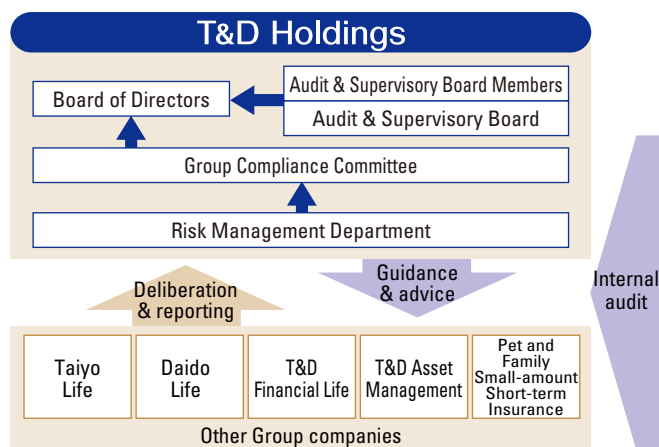 T&D Holdings
Board of Directors
Audit & Supervisory Board Members
Audit & Supervisory Board
Group Compliance Committee
Risk Management Department
Deliberation
& reporting
Guidance
& advice
Internal
audit
Taiyo
Life
Daido
Life
T&D
Financial Life
T&D Asset
Management
Pet and
Family
Small-amount
Short-term
Insurance
Other Group companies